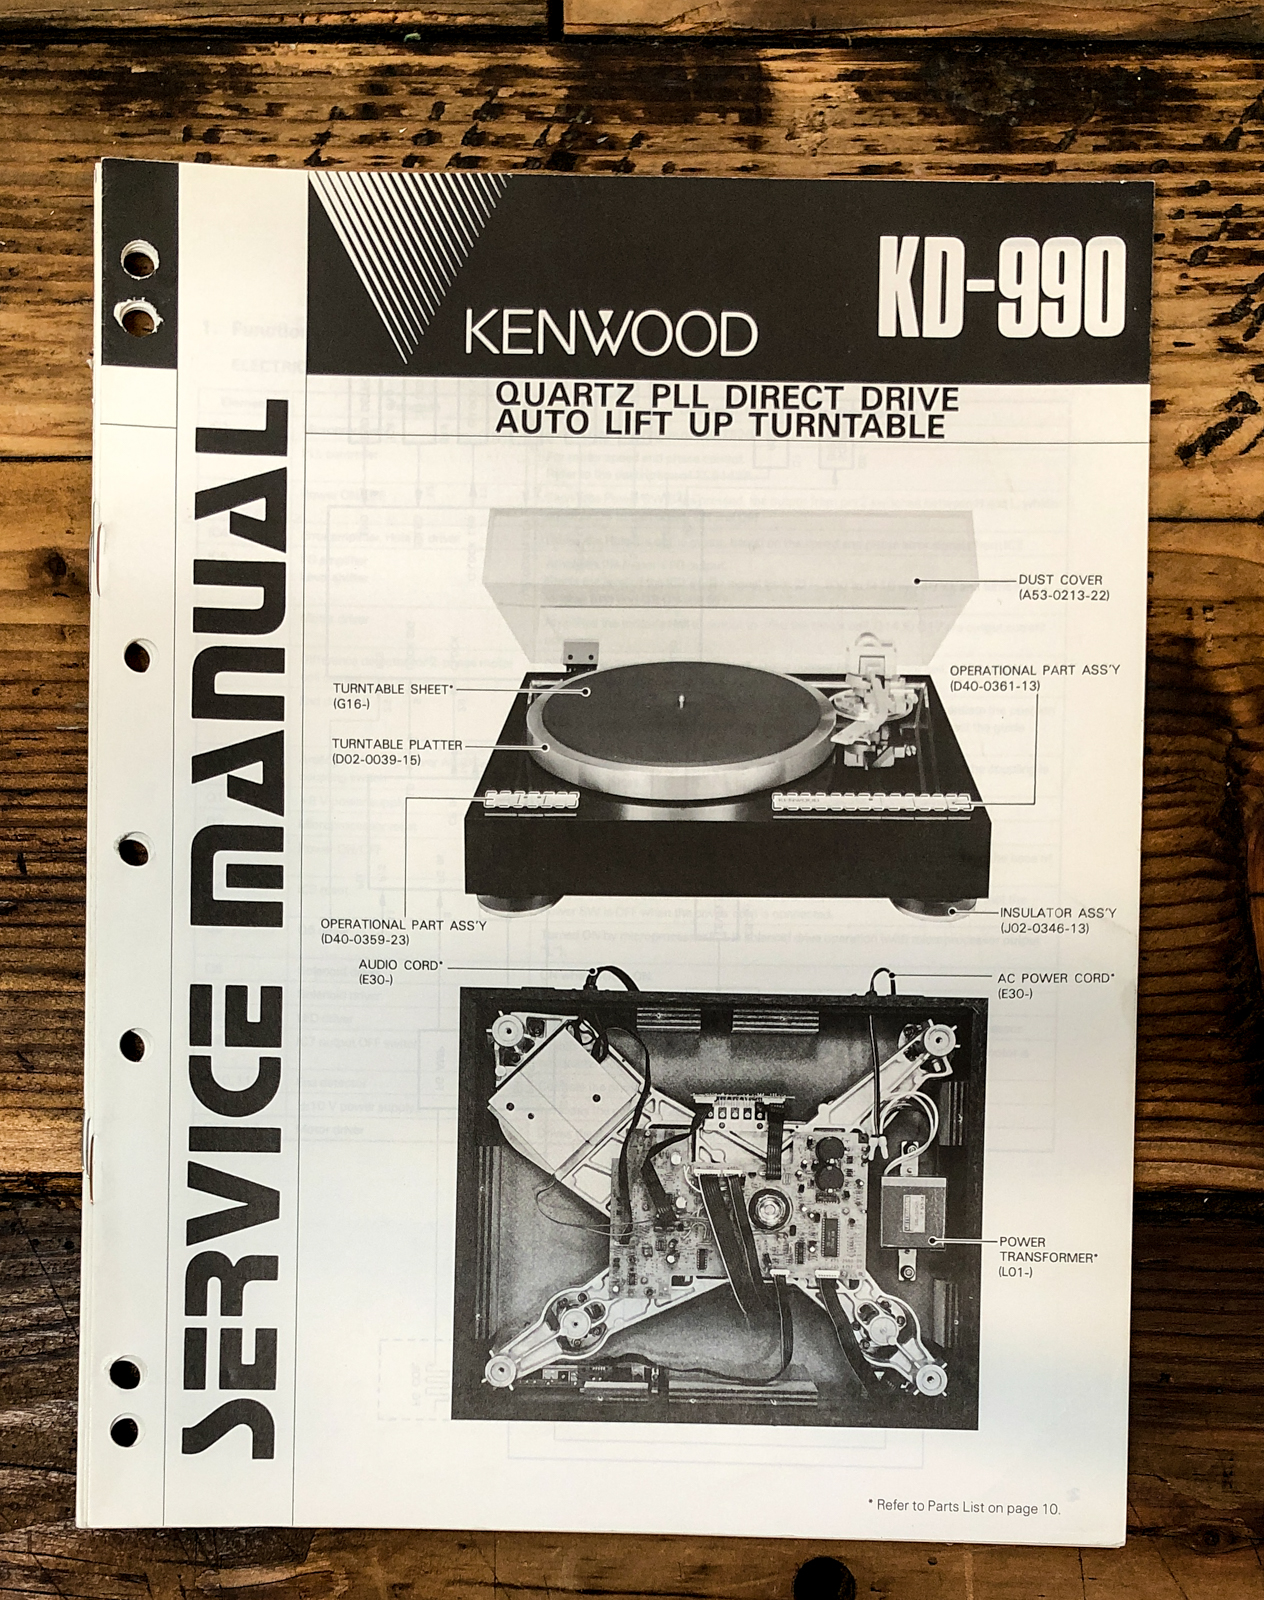 SERVICE MANUAL
KENWOOD
KD-990
QUARTZ PLL DIRECT DRIVE
AUTO LIFT UP TURNTABLE
DUST COVER
(A53-0213-22)
OPERATIONAL PART ASS'Y
(D40-0361-13)
TURNTABLE SHEET*
(G16-)
TURNTABLE PLATTER
(D02-0039-15)
OPERATIONAL PART ASS'Y
(D40-0359-23)
INSULATOR ASS'Y
(J02-0346-13)
AUDIO CORD*
(E30-)
AC POWER CORD*
(E30-)
POWER
TRANSFORMER*
(L01-)
* Refer to Parts List on page 10.